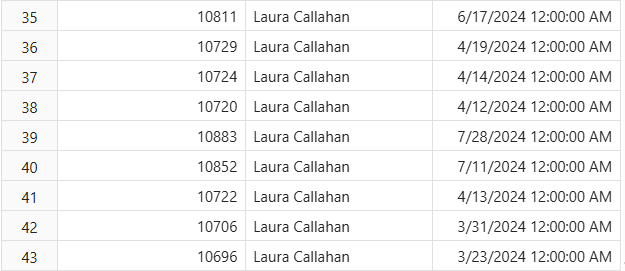 35 10811 Laura Callahan 6/17/2024 12:00:00 AM
36 10729 Laura Callahan 4/19/2024 12:00:00 AM
37 10724 Laura Callahan 4/14/2024 12:00:00 AM
38 10720 Laura Callahan 4/12/2024 12:00:00 AM
39 10883 Laura Callahan 7/28/2024 12:00:00 AM
40 10852 Laura Callahan 7/11/2024 12:00:00 AM
41 10722 Laura Callahan 4/13/2024 12:00:00 AM
42 10706 Laura Callahan 3/31/2024 12:00:00 AM
43 10696 Laura Callahan 3/23/2024 12:00:00 AM